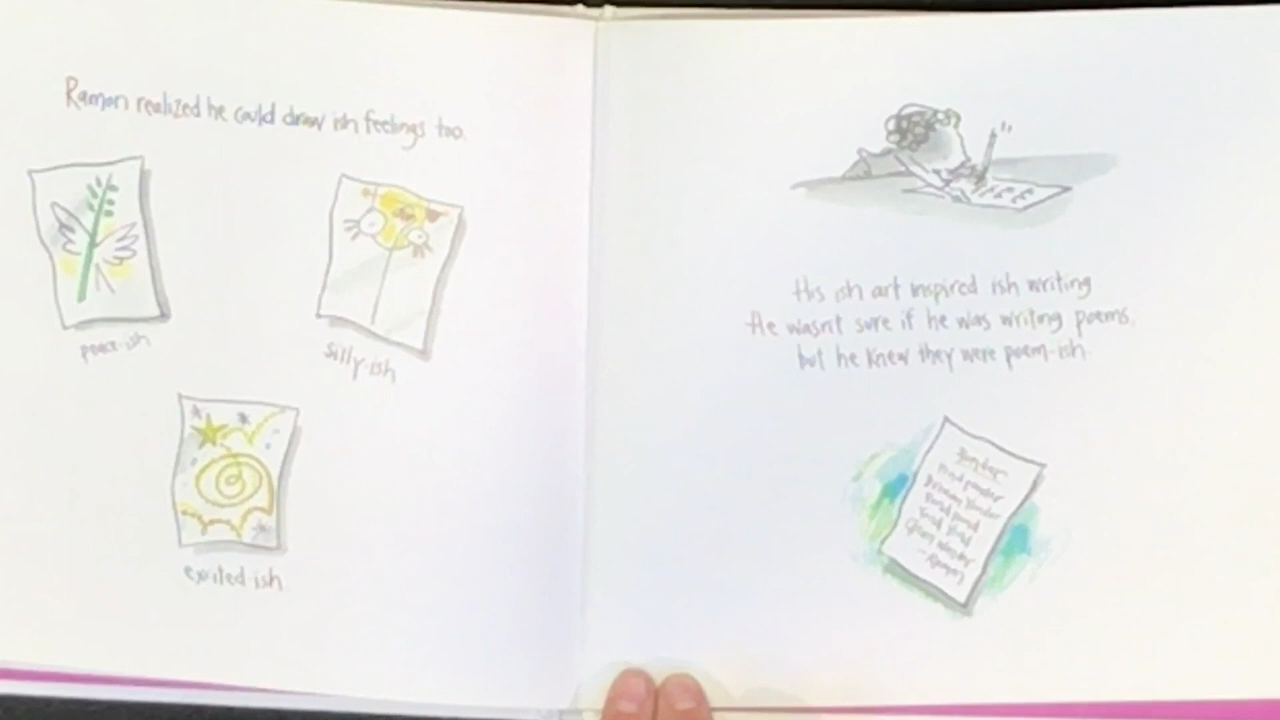 Ramon realized he could draw ish feelings too.
peace-ish
silly-ish
excited-ish
His ish art inspired ish writing
He wasn't sure if he was writing poems,
but he knew they were poem-ish.